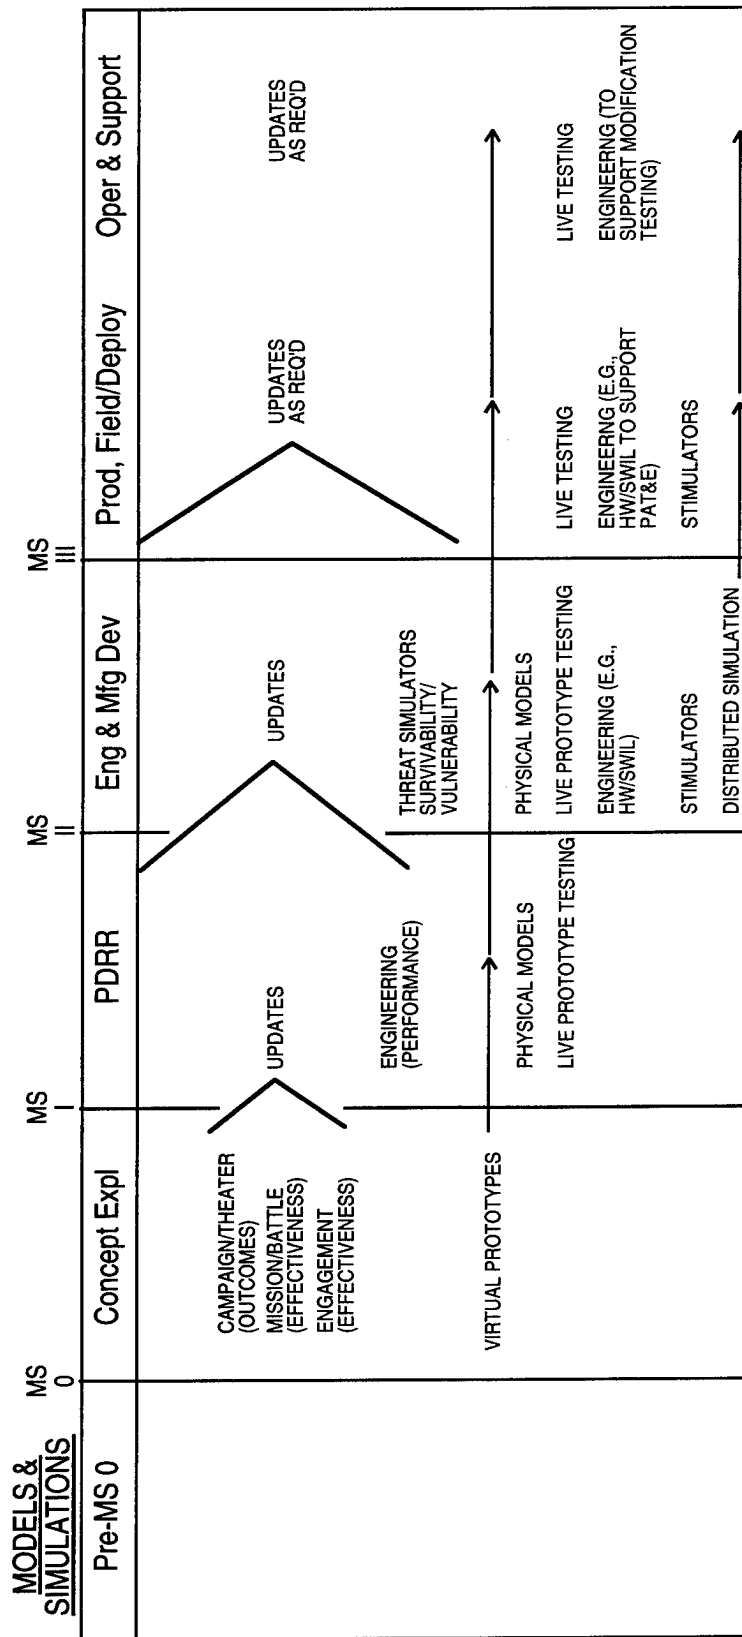 MODELS &
SIMULATIONS
MS
0
MS
I
MS
II
MS
III
Pre-MS 0
Concept Expl
PDRR
Eng & Mfg Dev
Prod, Field/Deploy
Oper & Support
CAMPAIGN/THEATER
(OUTCOMES)
MISSION/BATTLE
(EFFECTIVENESS)
ENGAGEMENT
(EFFECTIVENESS)
VIRTUAL PROTOTYPES
UPDATES
ENGINEERING
(PERFORMANCE)
PHYSICAL MODELS
LIVE PROTOTYPE TESTING
UPDATES
THREAT SIMULATORS
SURVIVABILITY/
VULNERABILITY
PHYSICAL MODELS
LIVE PROTOTYPE TESTING
ENGINEERING (E.G.,
HW/SWIL)
STIMULATORS
DISTRIBUTED SIMULATION
UPDATES
AS REQ'D
LIVE TESTING
ENGINEERNG (E.G.,
HW/SWIL TO SUPPORT
PAT&E)
STIMULATORS
UPDATES
AS REQ'D
LIVE TESTING
ENGINEERNG (TO
SUPPORT MODIFICATION
TESTING)